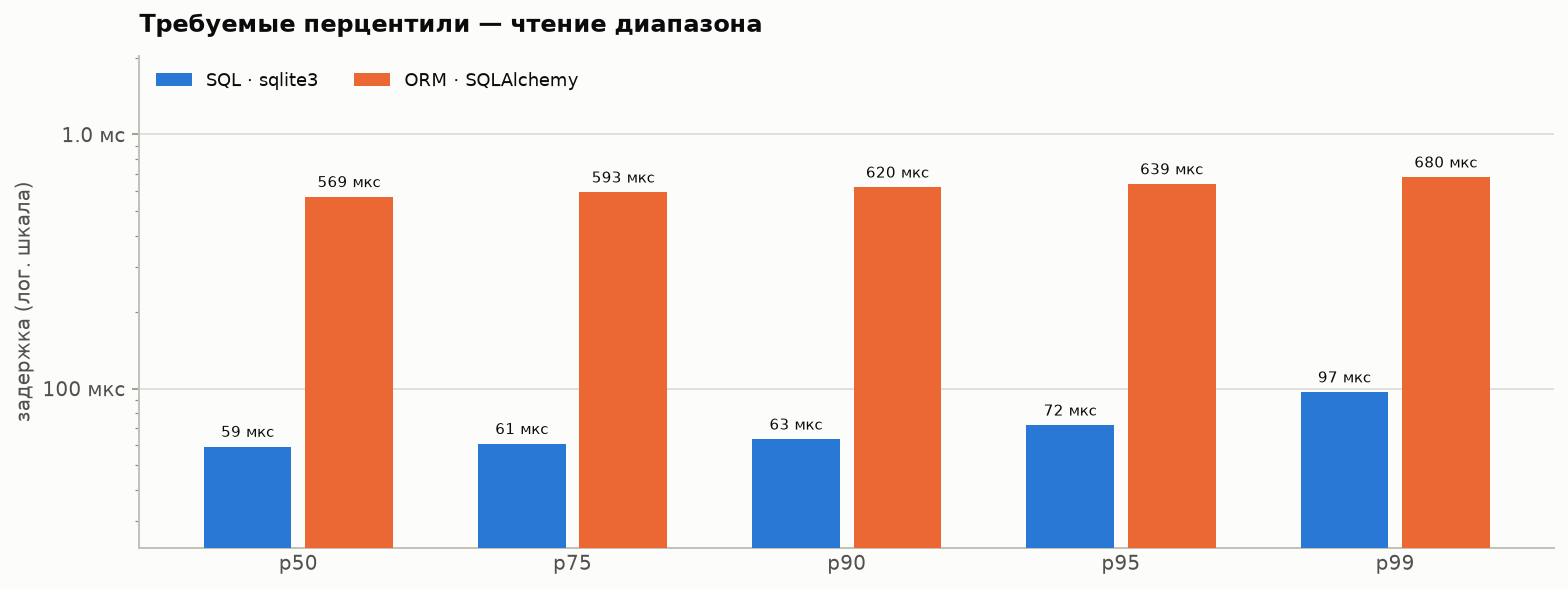 Требуемые перцентили — чтение диапазона
SQL · sqlite3
ORM · SQLAlchemy
задержка (лог. шкала)
1.0 мс
100 мкс
59 мкс
569 мкс
61 мкс
593 мкс
63 мкс
620 мкс
72 мкс
639 мкс
97 мкс
680 мкс
p50
p75
p90
p95
p99